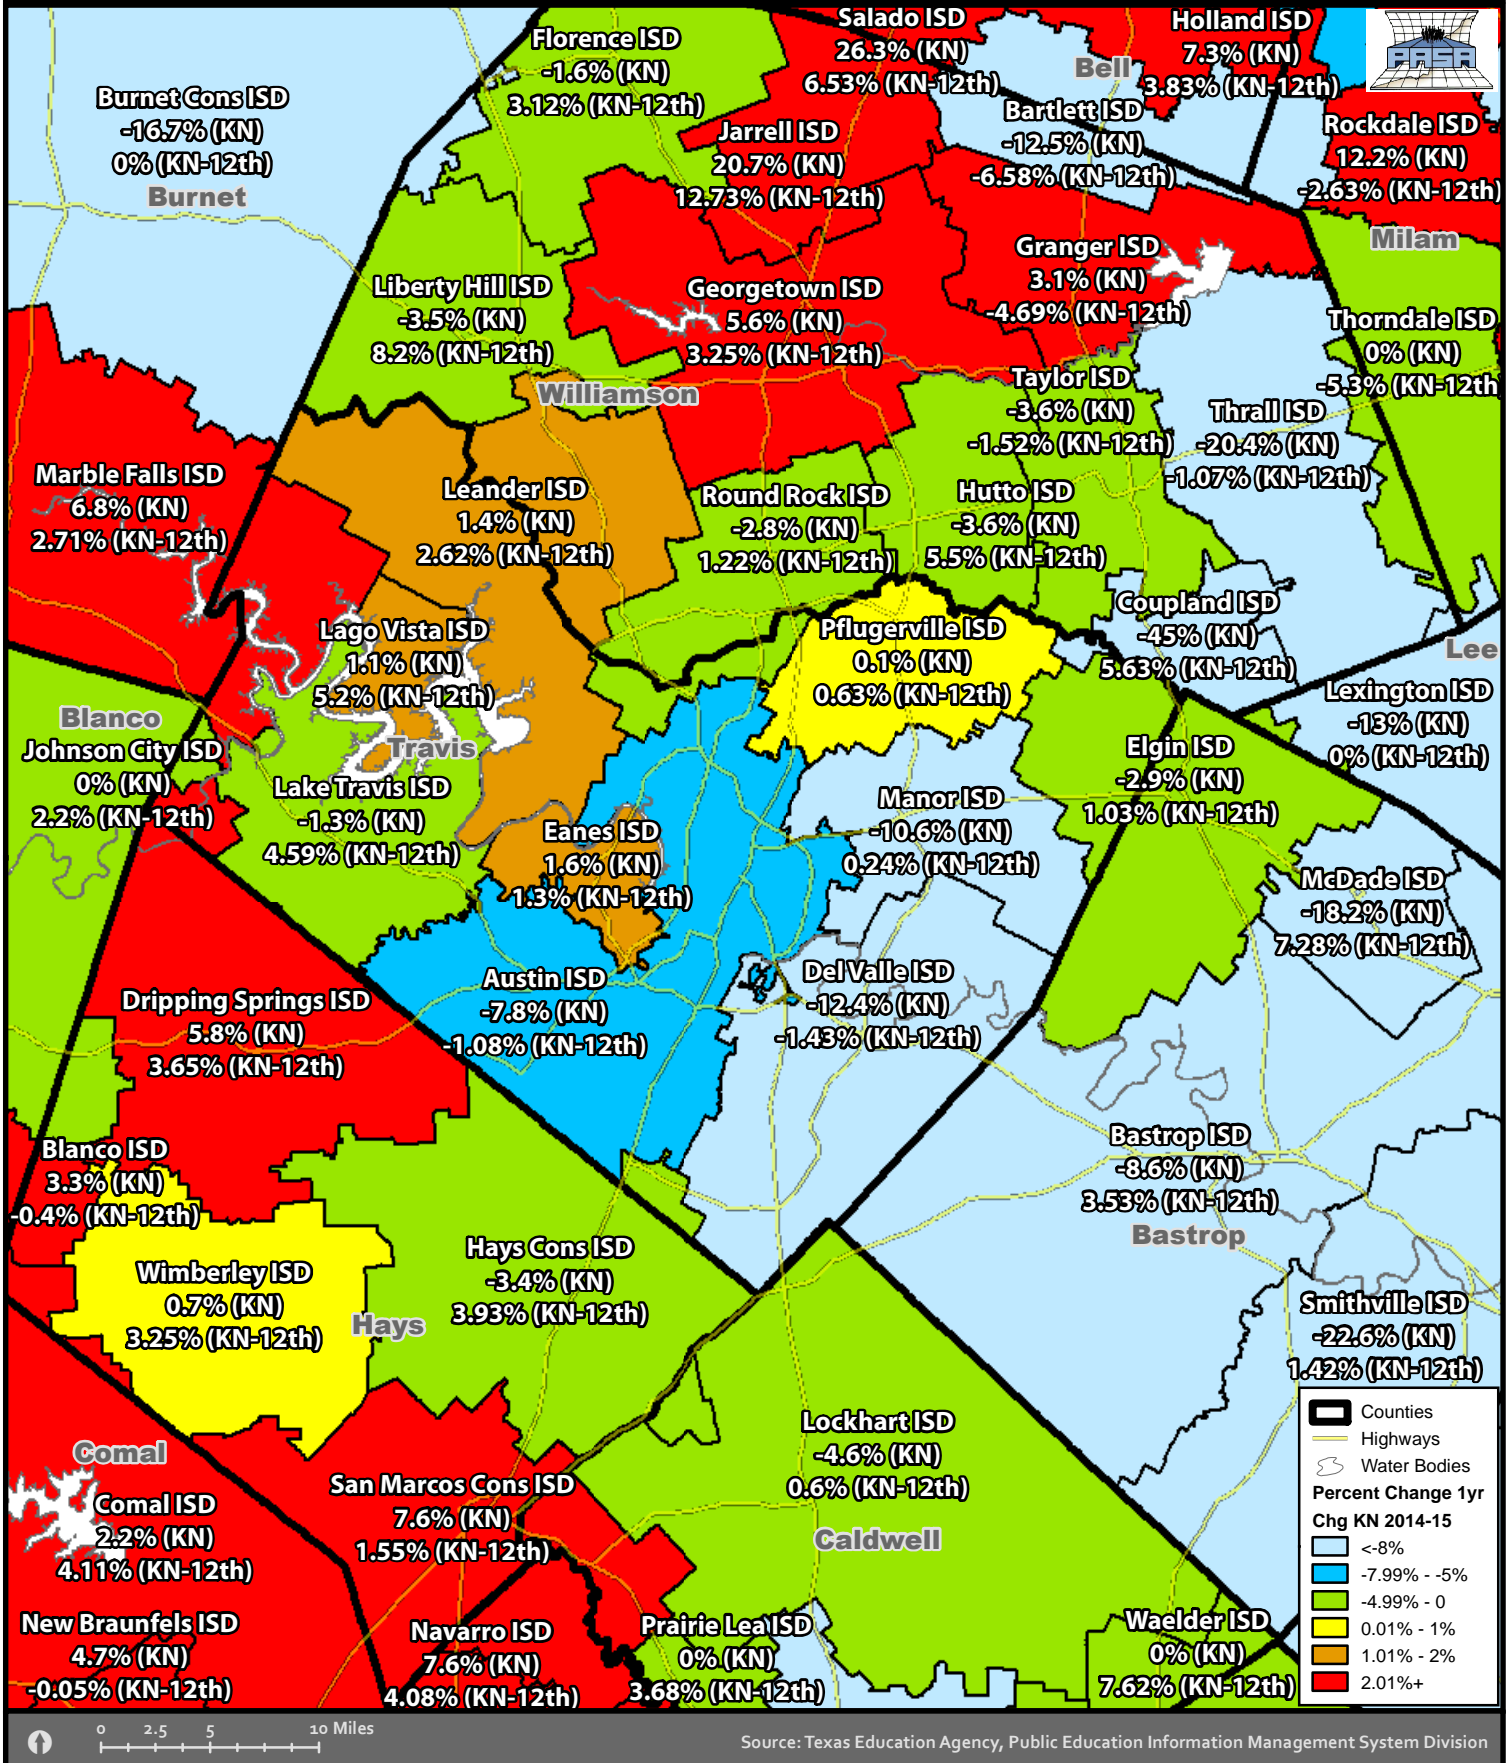 Salado ISD
26.3% (KN)
6.53% (KN-12th)
Holland ISD
7.3% (KN)
3.83% (KN-12th)
AASA
Florence ISD
-1.6% (KN)
3.12% (KN-12th)
Bell
Burnet Cons ISD
-16.7% (KN)
0% (KN-12th)
Burnet
Bartlett ISD
-12.5% (KN)
-6.58% (KN-12th)
Rockdale ISD
12.2% (KN)
-2.63% (KN-12th)
Milam
Jarrell ISD
20.7% (KN)
12.73% (KN-12th)
Granger ISD
3.1% (KN)
-4.69% (KN-12th)
Liberty Hill ISD
-3.5% (KN)
8.2% (KN-12th)
Georgetown ISD
5.6% (KN)
3.25% (KN-12th)
Thorndale ISD
0% (KN)
-5.3% (KN-12th
Williamson
Taylor ISD
-3.6% (KN)
-1.52% (KN-12th)
Thrall ISD
-20.4% (KN)
-1.07% (KN-12th)
Marble Falls ISD
-6.8% (KN)
2.71% (KN-12th)
Leander ISD
1.4% (KN)
2.62% (KN-12th)
Round Rock ISD
-2.8% (KN)
1.22% (KN-12th)
Hutto ISD
-3.6% (KN)
5.5% (KN-12th)
Coupland ISD
-45% (KN)
5.63% (KN-12th)
Lago Vista ISD
1.1% (KN)
5.2% (KN-12th)
Pflugerville ISD
0.1% (KN)
0.63% (KN-12th)
Lee
Lexington ISD
-13% (KN)
0% (KN-12th)
Blanco
Johnson City ISD
0% (KN)
2.2% (KN-12th)
Travis
Elgin ISD
-2.9% (KN)
1.03% (KN-12th)
Lake Travis ISD
-1.3% (KN)
4.59% (KN-12th)
Manor ISD
-10.6% (KN)
0.24% (KN-12th)
Eanes ISD
1.6% (KN)
1.3% (KN-12th)
McDade ISD
-18.2% (KN)
7.28% (KN-12th)
Austin ISD
-7.8% (KN)
-1.08% (KN-12th)
Del Valle ISD
-12.4% (KN)
-1.43% (KN-12th)
Dripping Springs ISD
5.8% (KN)
3.65% (KN-12th)
Blanco ISD
3.3% (KN)
-0.4% (KN-12th)
Bastrop ISD
-8.6% (KN)
3.53% (KN-12th)
Bastrop
Wimberley ISD
0.7% (KN)
3.25% (KN-12th)
Hays
Hays Cons ISD
-3.4% (KN)
3.93% (KN-12th)
Smithville ISD
-22.6% (KN)
1.42% (KN-12th)
Lockhart ISD
-4.6% (KN)
0.6% (KN-12th)
Comal
Comal ISD
2.2% (KN)
4.11% (KN-12th)
San Marcos Cons ISD
7.6% (KN)
1.55% (KN-12th)
Caldwell
New Braunfels ISD
4.7% (KN)
-0.05% (KN-12th)
Navarro ISD
7.6% (KN)
4.08% (KN-12th)
Prairie Lea ISD
0% (KN)
3.68% (KN-12th)
Waelder ISD
0% (KN)
7.62% (KN-12th)
Counties
Highways
Water Bodies
Percent Change 1yr
Chg KN 2014-15
<-8%
-7.99% - -5%
-4.99% - 0
0.01% - 1%
1.01% - 2%
2.01%+
0 2.5 5 10 Miles
Source: Texas Education Agency, Public Education Information Management System Division